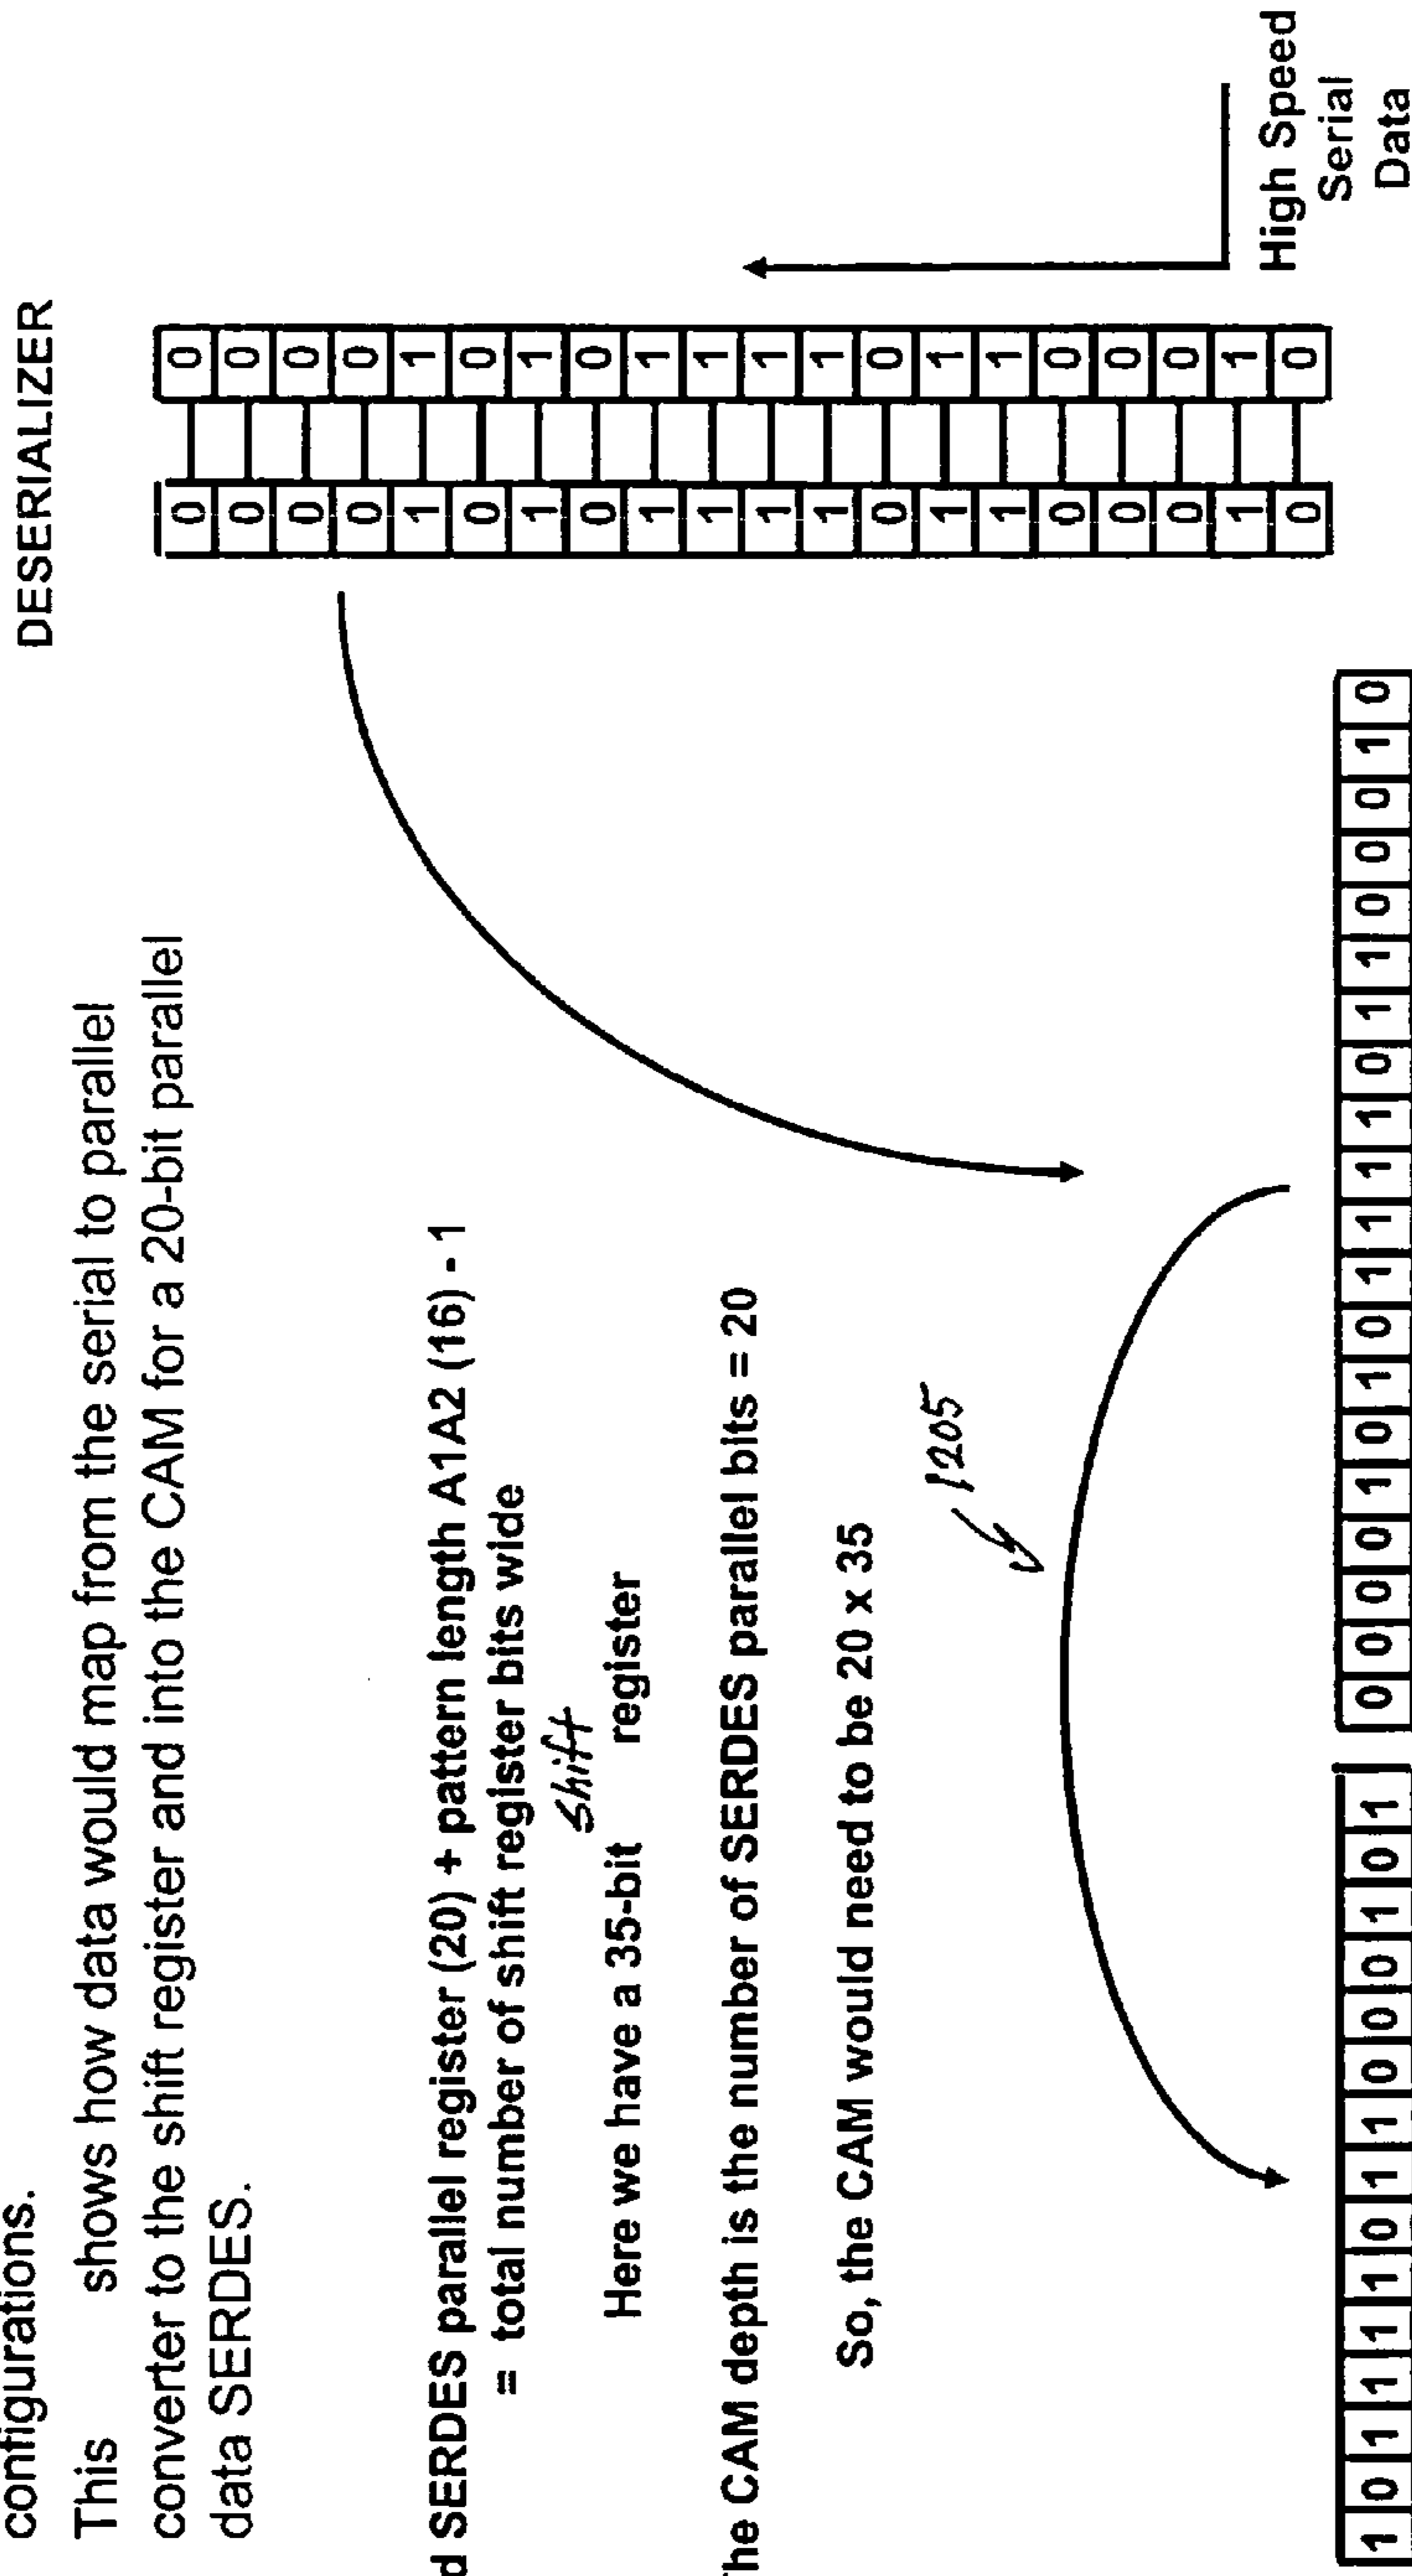 configurations.
This shows how data would map from the serial to parallel
converter to the shift register and into the CAM for a 20-bit parallel
data SERDES.
d SERDES parallel register (20) + pattern length A1A2 (16) - 1
= total number of shift register bits wide
shift
Here we have a 35-bit register
he CAM depth is the number of SERDES parallel bits = 20
So, the CAM would need to be 20 x 35
1205
DESERIALIZER
0 0
0 0
0 0
0 0
1 1
0 0
1 1
0 0
1 1
1 1
1 1
1 1
0 0
1 1
1 1
0 0
0 0
0 0
1 1
0 0
High Speed
Serial
Data
1 0 1 1 1 1 0 1 1 0 0 0 1 0 1
0 0 0 0 1 0 1 0 1 1 1 1 0 1 1 0 0 0 1 0